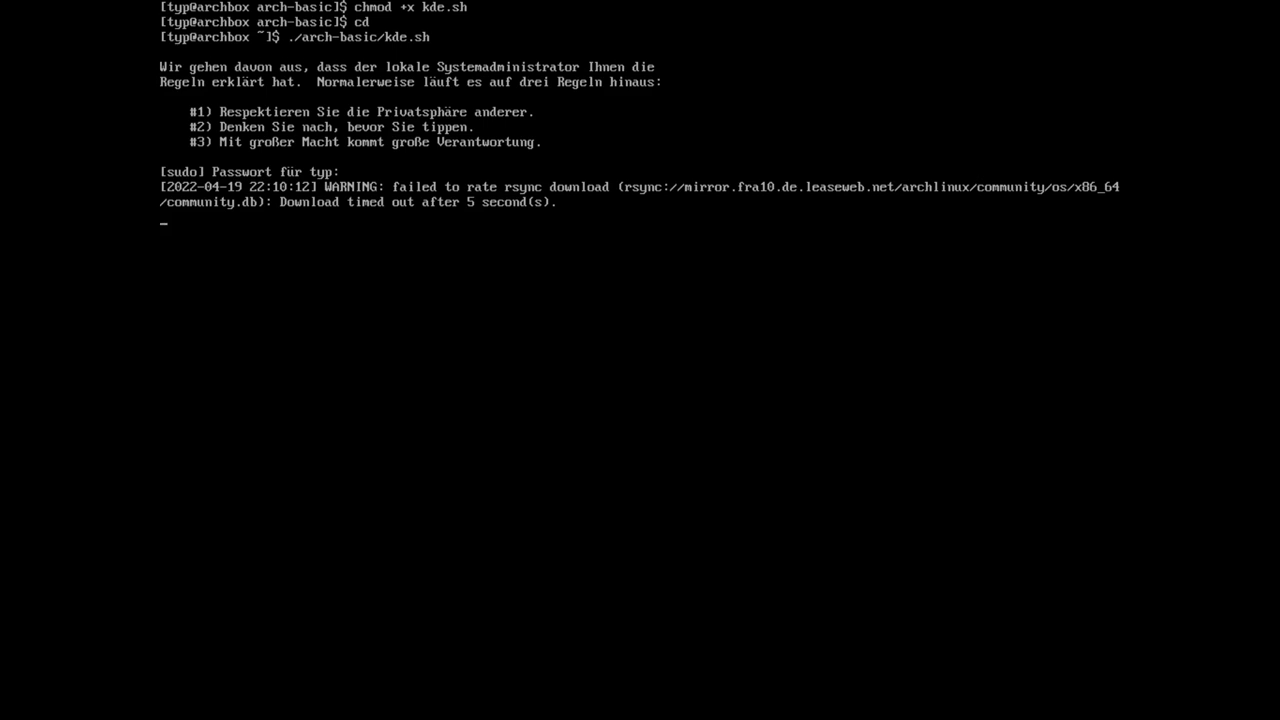 [typ@archbox arch-basic]$ chmod +x kde.sh
[typ@archbox arch-basic]$ cd
[typ@archbox ~]$ ./arch-basic/kde.sh
Wir gehen davon aus, dass der lokale Systemadministrator Ihnen die
Regeln erklärt hat.  Normalerweise läuft es auf drei Regeln hinaus:
#1) Respektieren Sie die Privatsphäre anderer.
#2) Denken Sie nach, bevor Sie tippen.
#3) Mit großer Macht kommt große Verantwortung.
[sudo] Passwort für typ:
[2022-04-19 22:10:12] WARNING: failed to rate rsync download (rsync://mirror.fra10.de.leaseweb.net/archlinux/community/os/x86_64
/community.db): Download timed out after 5 second(s).